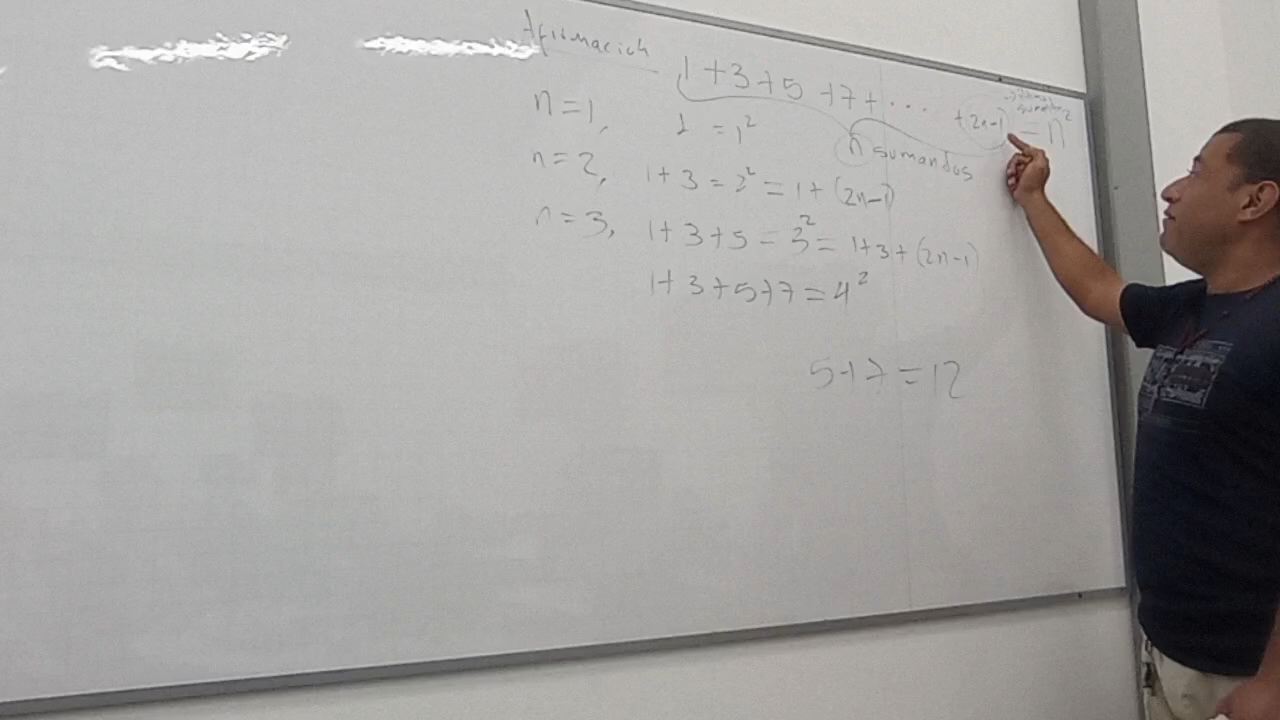 Afirmación
1 + 3 + 5 + 7 + ... + (2n-1) = n²
n sumandos
n = 1, 1 = 1²
n = 2, 1 + 3 = 2² = 1 + (2n-1)
n = 3, 1 + 3 + 5 = 3² = 1 + 3 + (2n-1)
1 + 3 + 5 + 7 = 4²
5 + 7 = 12